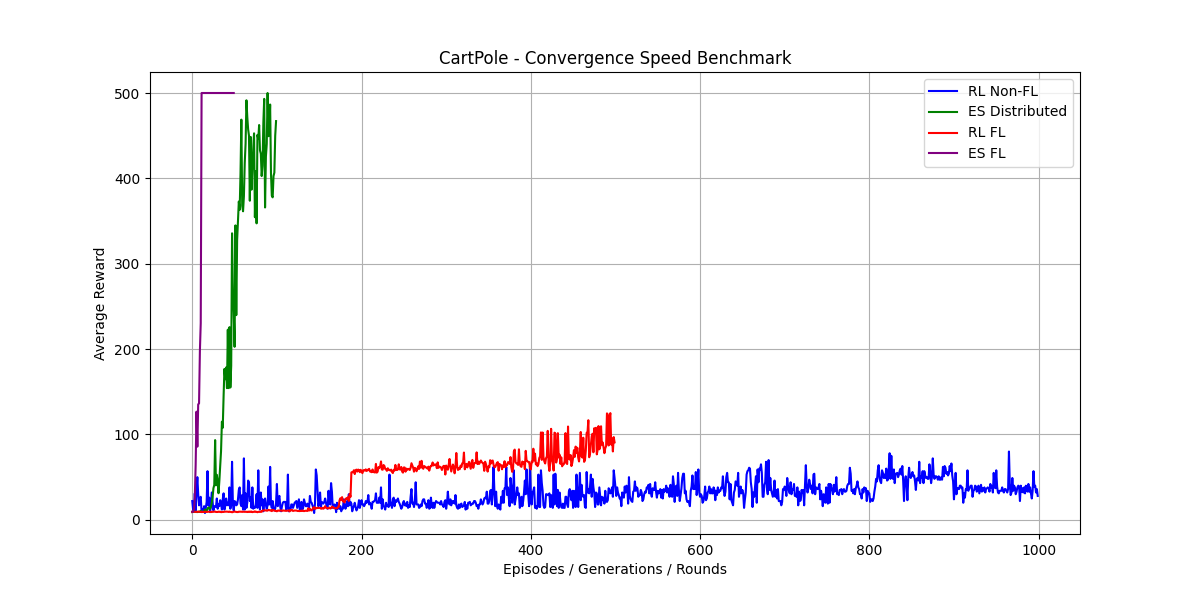 CartPole - Convergence Speed Benchmark
Average Reward
500
400
300
200
100
0
RL Non-FL
ES Distributed
RL FL
ES FL
0
200
400
600
800
1000
Episodes / Generations / Rounds